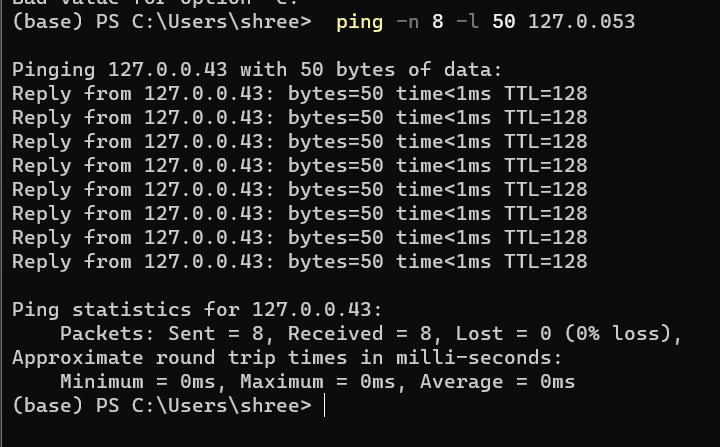 Bad value for option -c.
(base) PS C:\Users\shree>  ping -n 8 -l 50 127.0.053

Pinging 127.0.0.43 with 50 bytes of data:
Reply from 127.0.0.43: bytes=50 time<1ms TTL=128
Reply from 127.0.0.43: bytes=50 time<1ms TTL=128
Reply from 127.0.0.43: bytes=50 time<1ms TTL=128
Reply from 127.0.0.43: bytes=50 time<1ms TTL=128
Reply from 127.0.0.43: bytes=50 time<1ms TTL=128
Reply from 127.0.0.43: bytes=50 time<1ms TTL=128
Reply from 127.0.0.43: bytes=50 time<1ms TTL=128
Reply from 127.0.0.43: bytes=50 time<1ms TTL=128

Ping statistics for 127.0.0.43:
    Packets: Sent = 8, Received = 8, Lost = 0 (0% loss),
Approximate round trip times in milli-seconds:
    Minimum = 0ms, Maximum = 0ms, Average = 0ms
(base) PS C:\Users\shree>